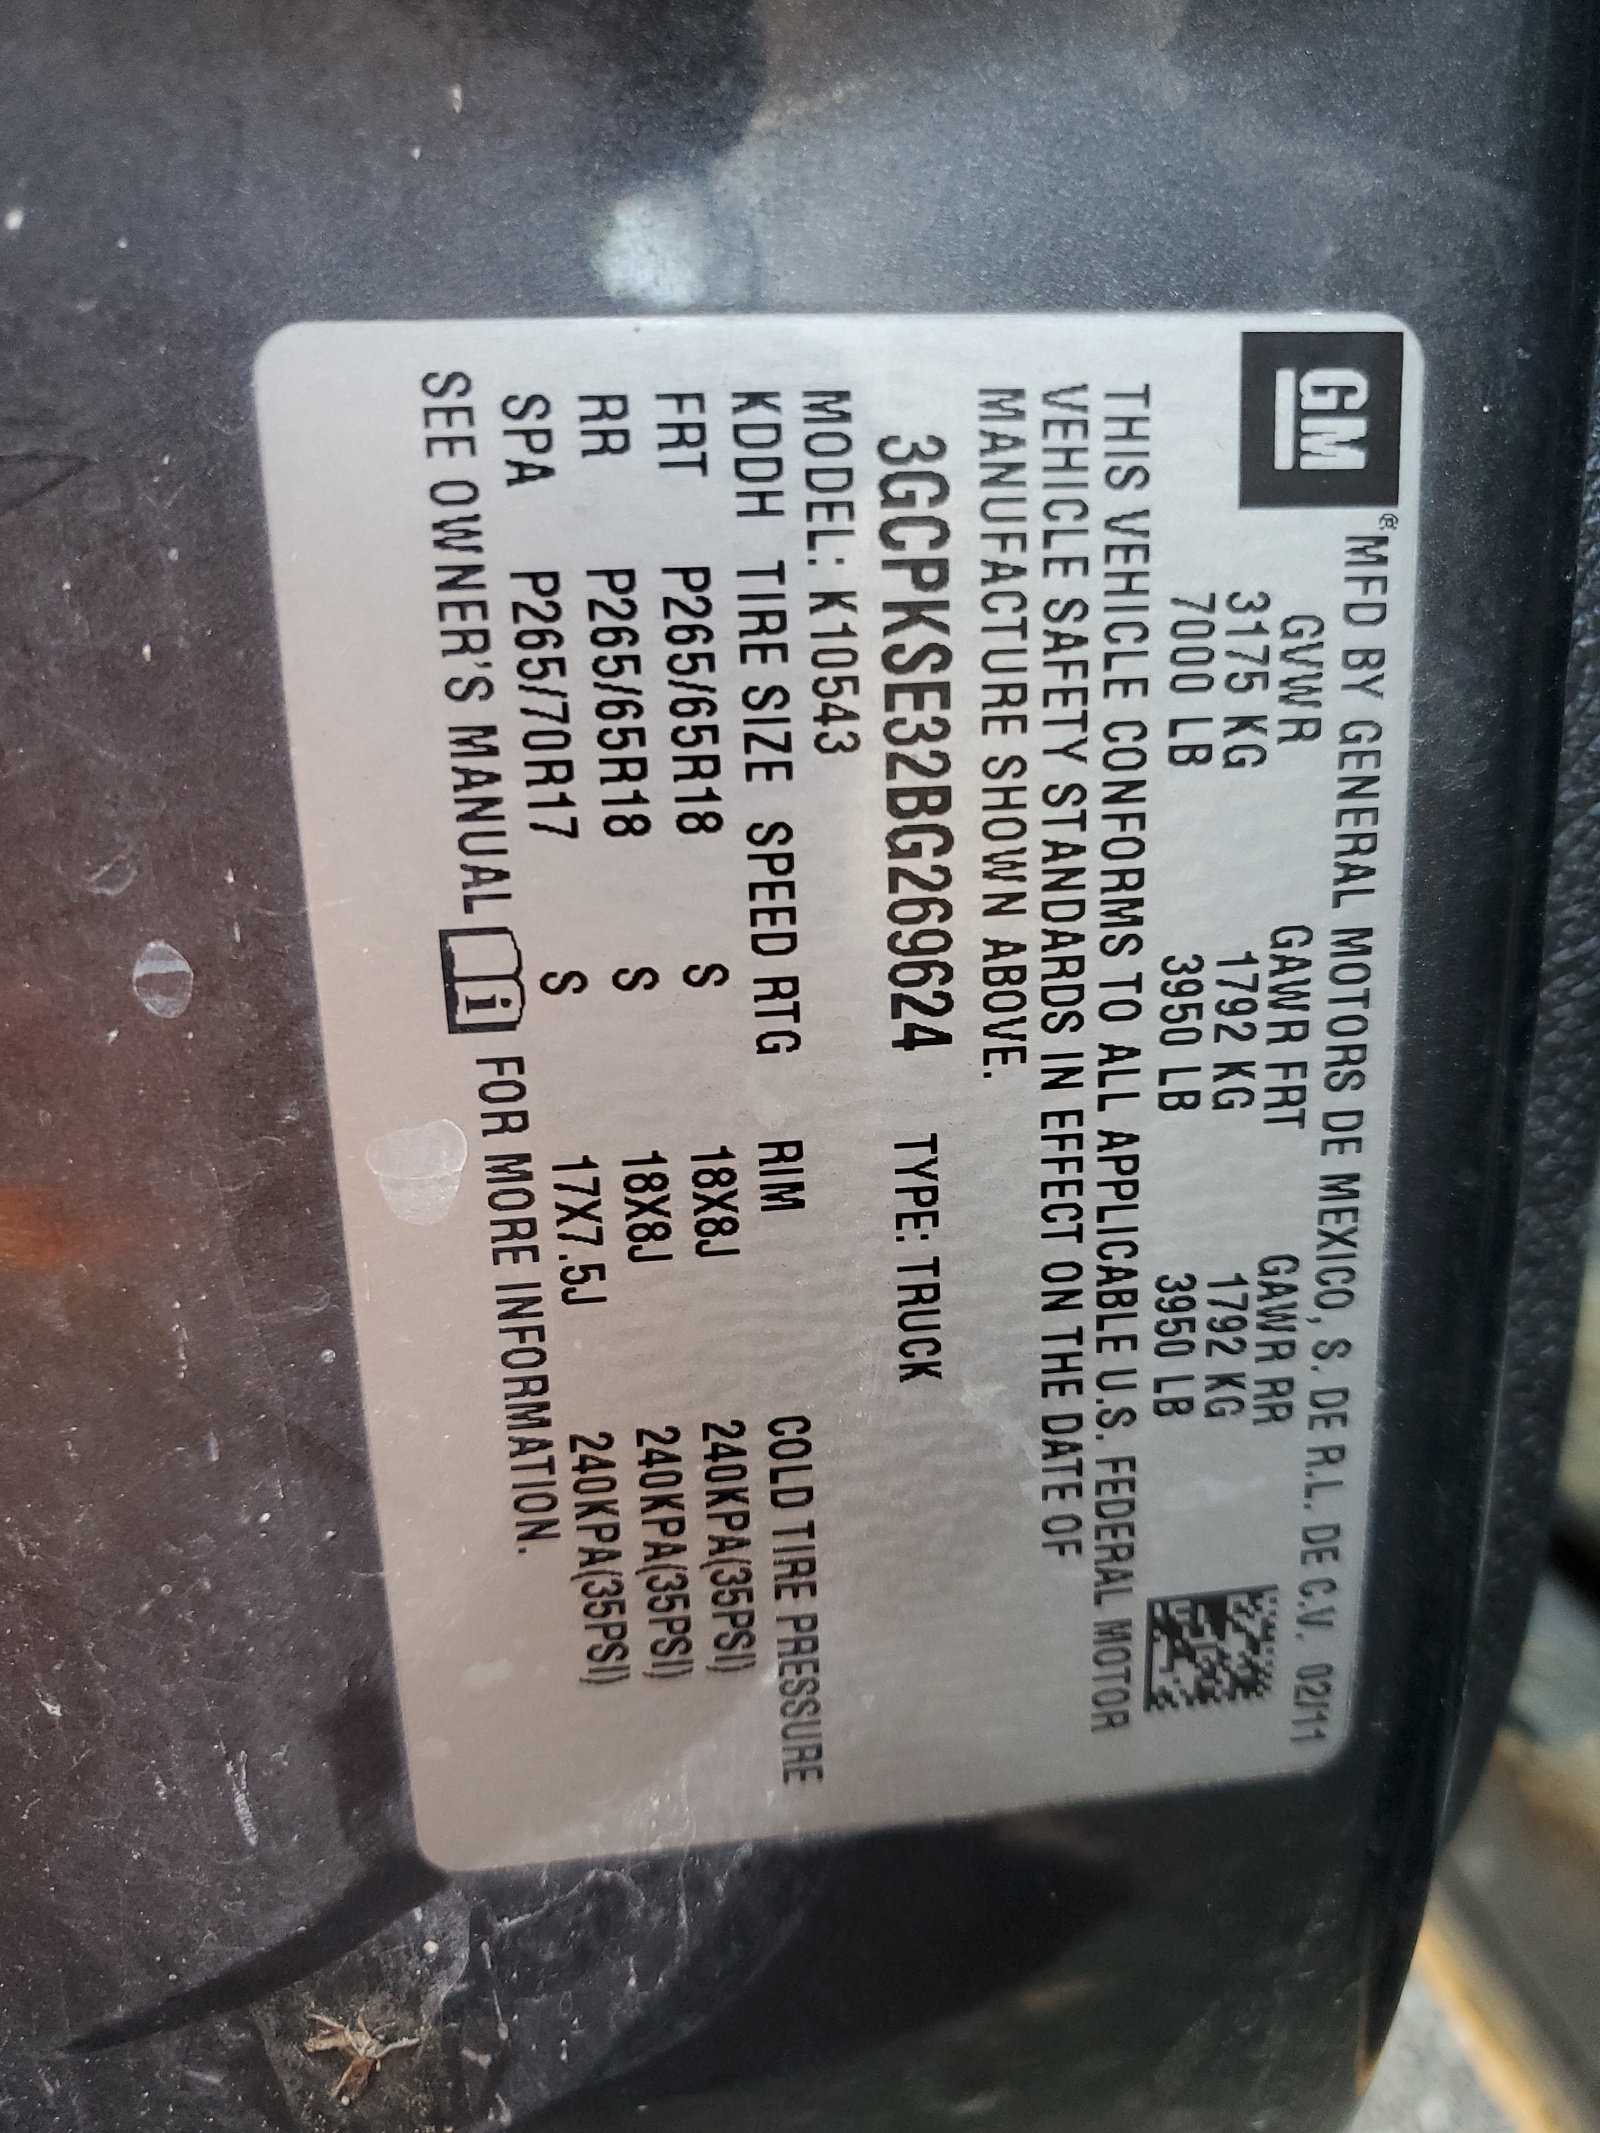 GM ® MFD BY GENERAL MOTORS DE MEXICO, S. DE R.L. DE C.V. 02/11
GVWR GAWR FRT GAWR RR
3175 KG 1792 KG 1792 KG
7000 LB 3950 LB 3950 LB
THIS VEHICLE CONFORMS TO ALL APPLICABLE U.S. FEDERAL MOTOR
VEHICLE SAFETY STANDARDS IN EFFECT ON THE DATE OF
MANUFACTURE SHOWN ABOVE.
3GCPKSE32BG269624 TYPE: TRUCK
MODEL: K10543
KDDH TIRE SIZE SPEED RTG RIM COLD TIRE PRESSURE
FRT P265/65R18 S 18X8J 240KPA(35PSI)
RR P265/65R18 S 18X8J 240KPA(35PSI)
SPA P265/70R17 S 17X7.5J 240KPA(35PSI)
SEE OWNER'S MANUAL i FOR MORE INFORMATION.